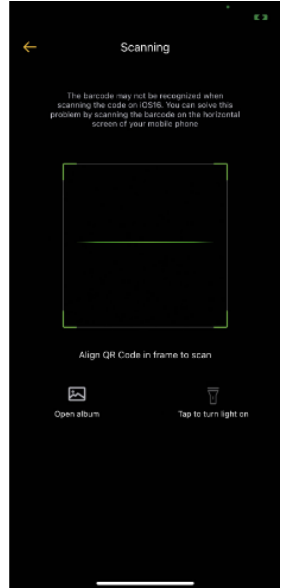 Scanning
The barcode may not be recognized when
scanning the code on iOS16. You can solve this
problem by scanning the barcode on the horizontal
screen of your mobile phone
Align QR Code in frame to scan
Open album
Tap to turn light on